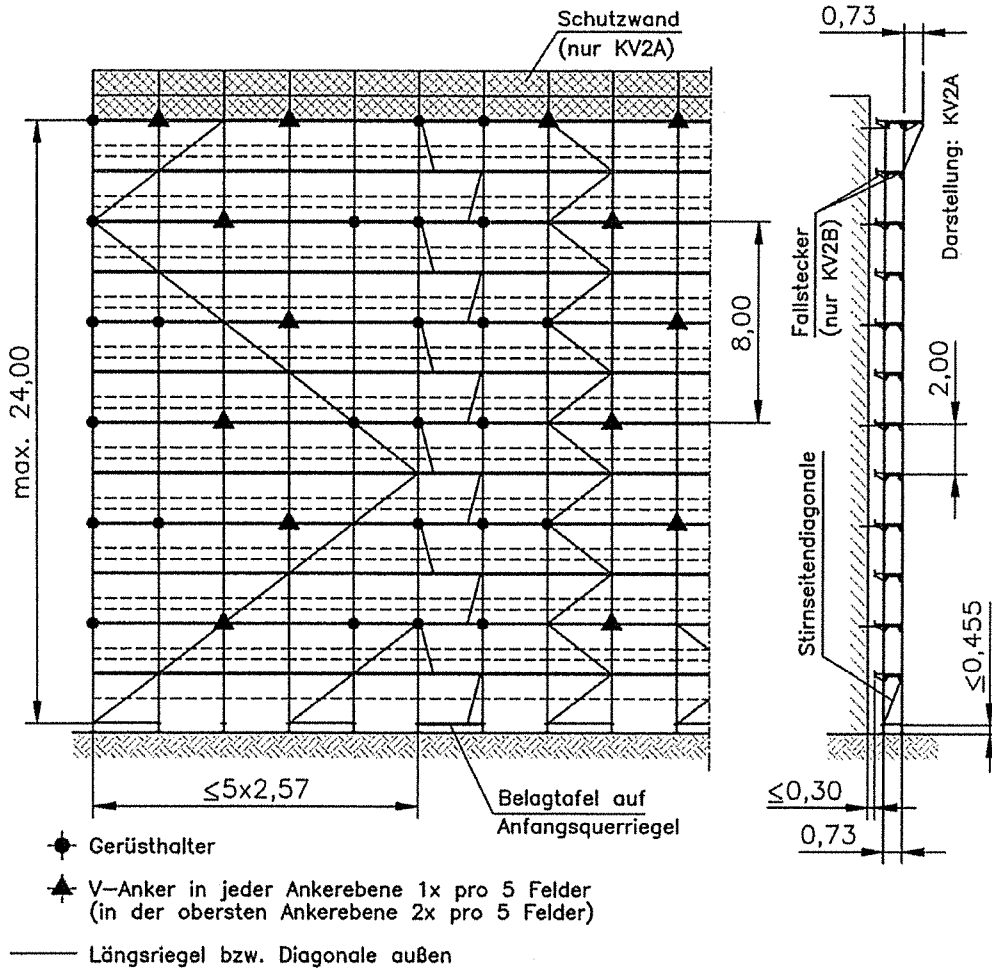 Schutzwand
(nur KV2A)
0,73
Darstellung: KV2A
Fallstecker
(nur KV2B)
max. 24,00
8,00
2,00
Stirnseitendiagonale
≤0,455
≤5x2,57
Belagtafel auf
Anfangsquerriegel
≤0,30
0,73
Gerüsthalter
V-Anker in jeder Ankerebene 1x pro 5 Felder
(in der obersten Ankerebene 2x pro 5 Felder)
Längsriegel bzw. Diagonale außen